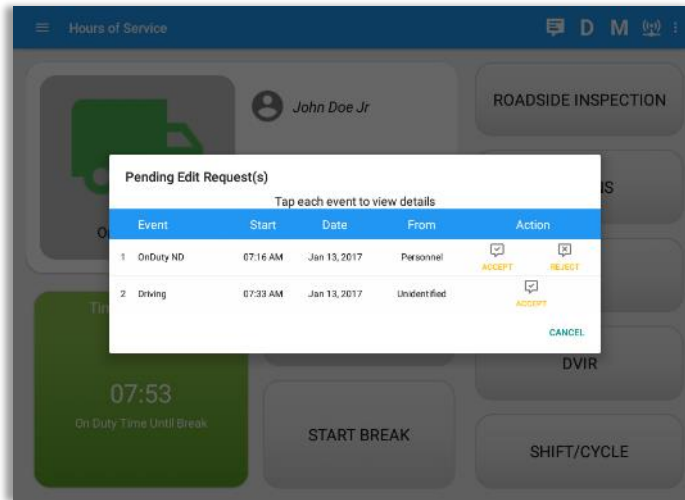 Hours of Service
D M
John Doe Jr
ROADSIDE INSPECTION
Pending Edit Request(s)
Tap each event to view details
Event Start Date From Action
1 OnDuty ND 07:16 AM Jan 13, 2017 Personnel ACCEPT REJECT
2 Driving 07:33 AM Jan 13, 2017 Unidentified ACCEPT
CANCEL
DVIR
07:53
On Duty Time Until Break
START BREAK
SHIFT/CYCLE